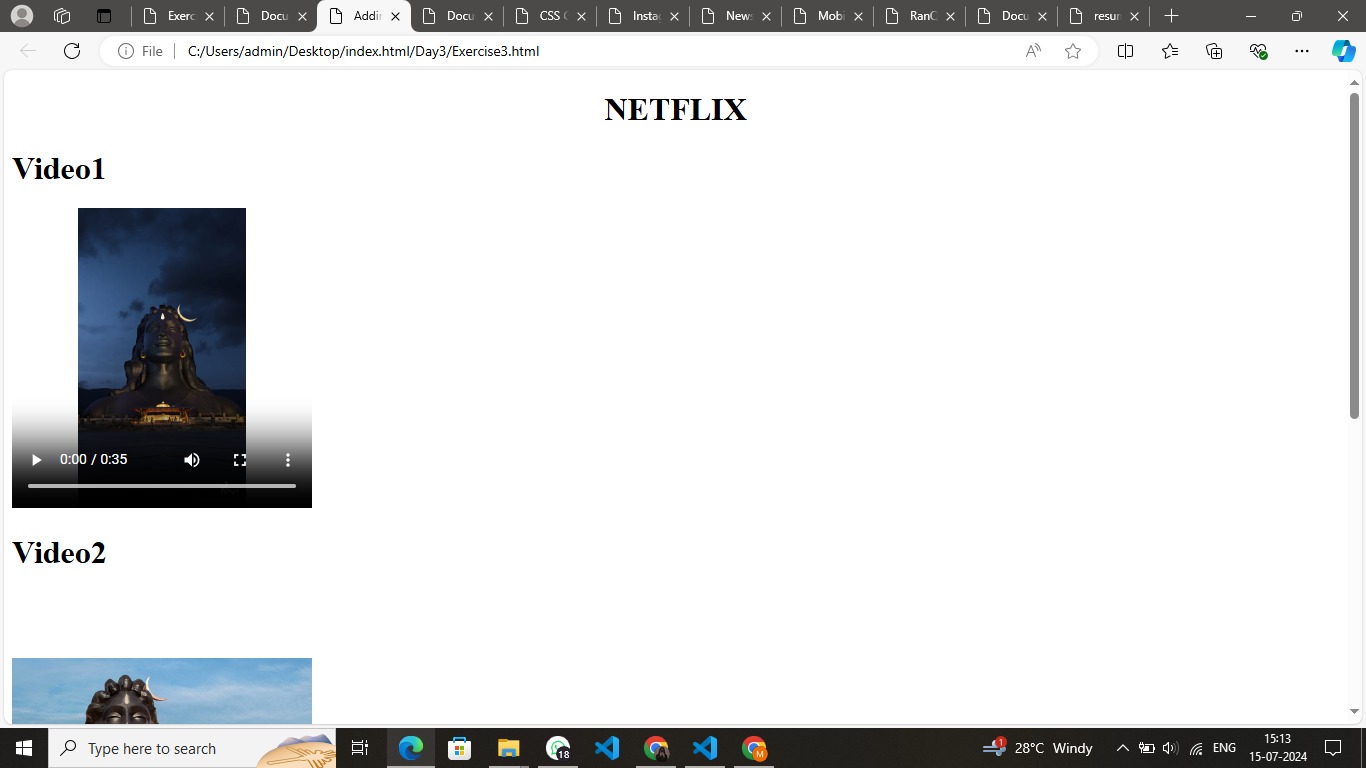 Exerc
Docu
Addin
Docu
CSS
Insta
News
Mobi
RanC
Docu
resum
File
C:/Users/admin/Desktop/index.html/Day3/Exercise3.html
NETFLIX
Video1
0:00 / 0:35
Video2
Type here to search
18
M
1
28°C Windy
ENG
15:13
15-07-2024